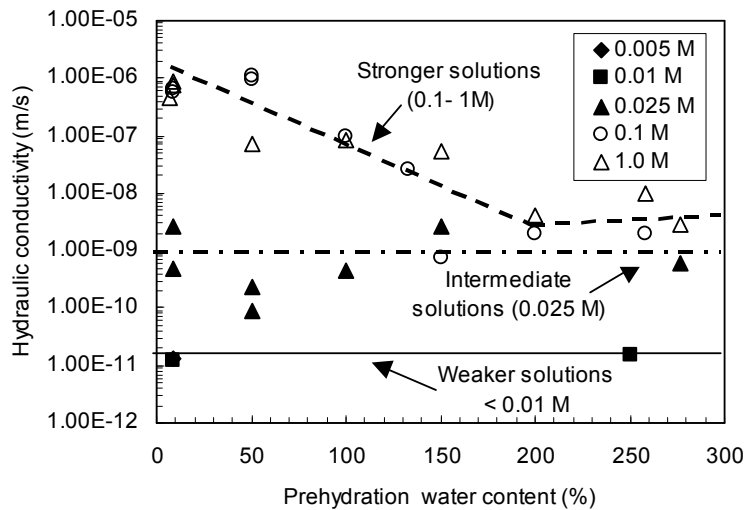 1.00E-05
1.00E-06
1.00E-07
1.00E-08
1.00E-09
1.00E-10
1.00E-11
1.00E-12
Hydraulic conductivity (m/s)
Stronger solutions
(0.1- 1M)
0.005 M
0.01 M
0.025 M
0.1 M
1.0 M
Intermediate
solutions (0.025 M)
Weaker solutions
< 0.01 M
0 50 100 150 200 250 300
Prehydration water content (%)